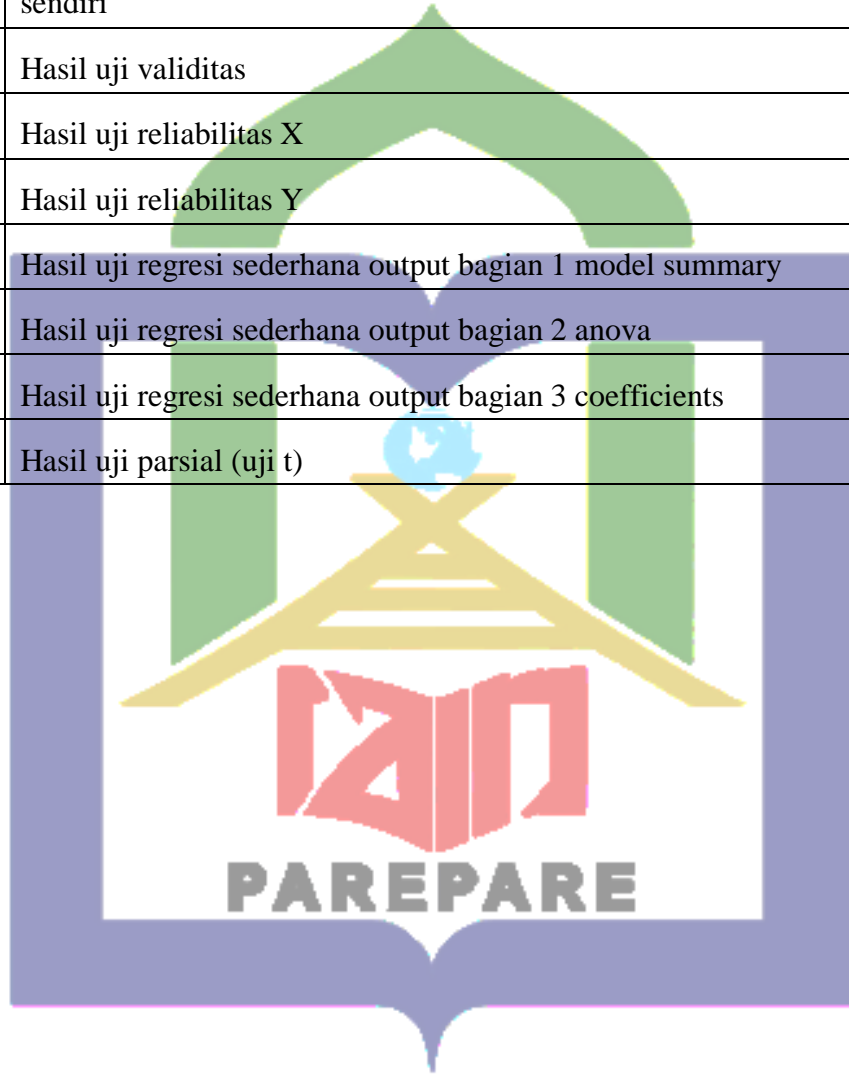 sendiri
Hasil uji validitas
Hasil uji reliabilitas X
Hasil uji reliabilitas Y
Hasil uji regresi sederhana output bagian 1 model summary
Hasil uji regresi sederhana output bagian 2 anova
Hasil uji regresi sederhana output bagian 3 coefficients
Hasil uji parsial (uji t)
iain
PAREPARE